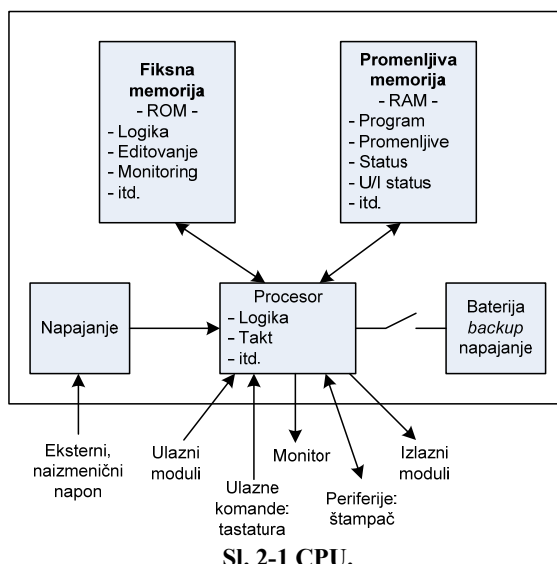 Fiksna
memorija
- ROM -
- Logika
- Editovanje
- Monitoring
- itd.
Promenljiva
memorija
- RAM -
- Program
- Promenljive
- Status
- U/I status
- itd.
Napajanje
Procesor
- Logika
- Takt
- itd.
Baterija
backup
napajanje
Eksterni,
naizmenični
napon
Ulazni
moduli
Ulazne
komande:
tastatura
Monitor
Periferije:
štampač
Izlazni
moduli
Sl. 2-1 CPU.